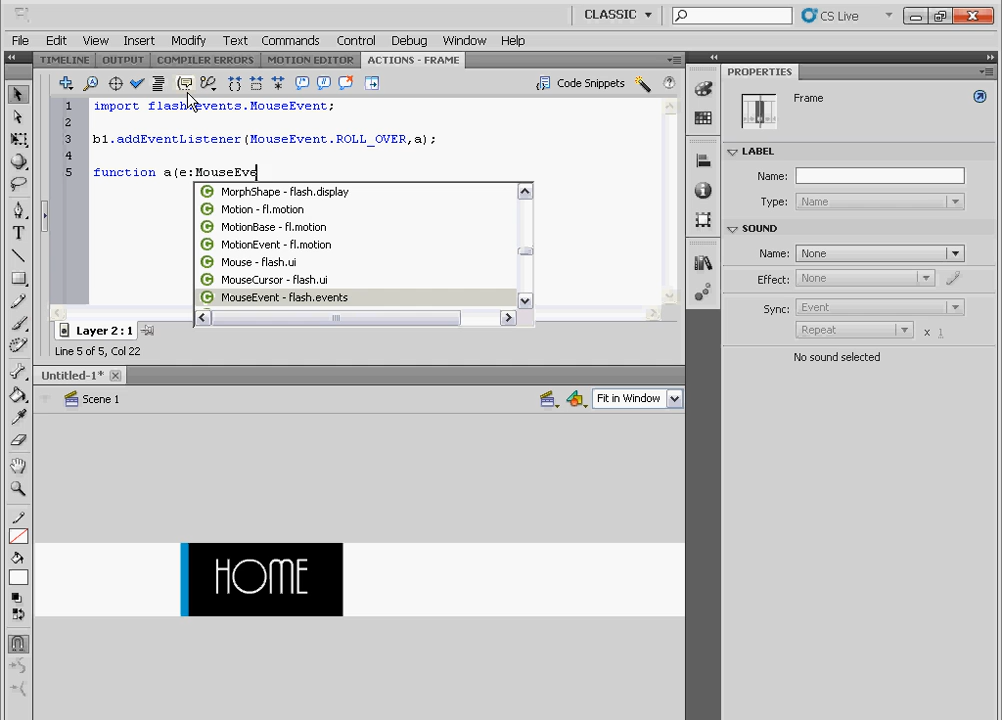 Fl
CLASSIC
CS Live
File Edit View Insert Modify Text Commands Control Debug Window Help
TIMELINE OUTPUT COMPILER ERRORS MOTION EDITOR ACTIONS - FRAME
Code Snippets
1 import flash.events.MouseEvent;
2
3 b1.addEventListener(MouseEvent.ROLL_OVER,a);
4
5 function a(e:MouseEve
MorphShape - flash.display
Motion - fl.motion
MotionBase - fl.motion
MotionEvent - fl.motion
Mouse - flash.ui
MouseCursor - flash.ui
MouseEvent - flash.events
Layer 2 : 1
Line 5 of 5, Col 22
Untitled-1*
Scene 1
Fit in Window
HOME
PROPERTIES
Frame
LABEL
Name:
Type: Name
SOUND
Name: None
Effect: None
Sync: Event
Repeat x 1
No sound selected